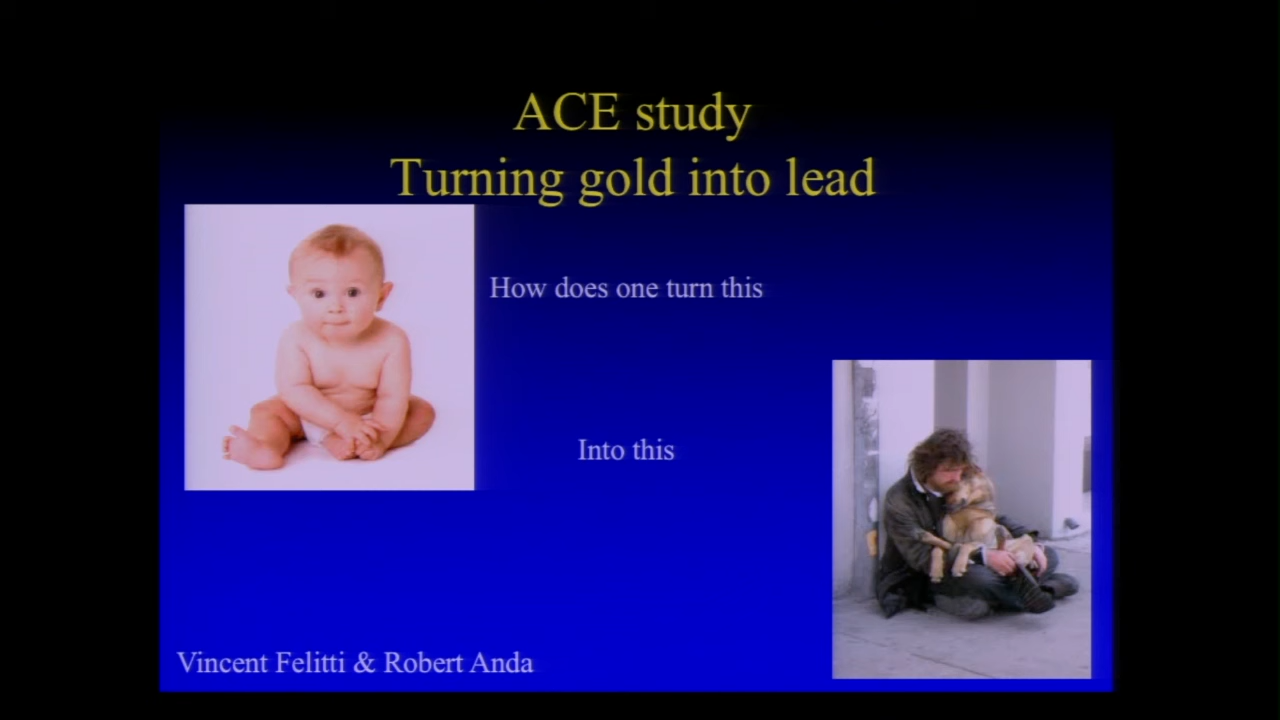 ACE study
Turning gold into lead
How does one turn this
Into this
Vincent Felitti & Robert Anda